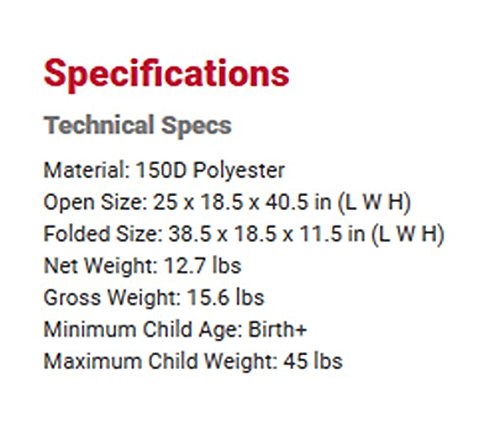 Specifications
Technical Specs
Material: 150D Polyester
Open Size: 25 x 18.5 x 40.5 in (L W H)
Folded Size: 38.5 x 18.5 x 11.5 in (L W H)
Net Weight: 12.7 lbs
Gross Weight: 15.6 lbs
Minimum Child Age: Birth+
Maximum Child Weight: 45 lbs